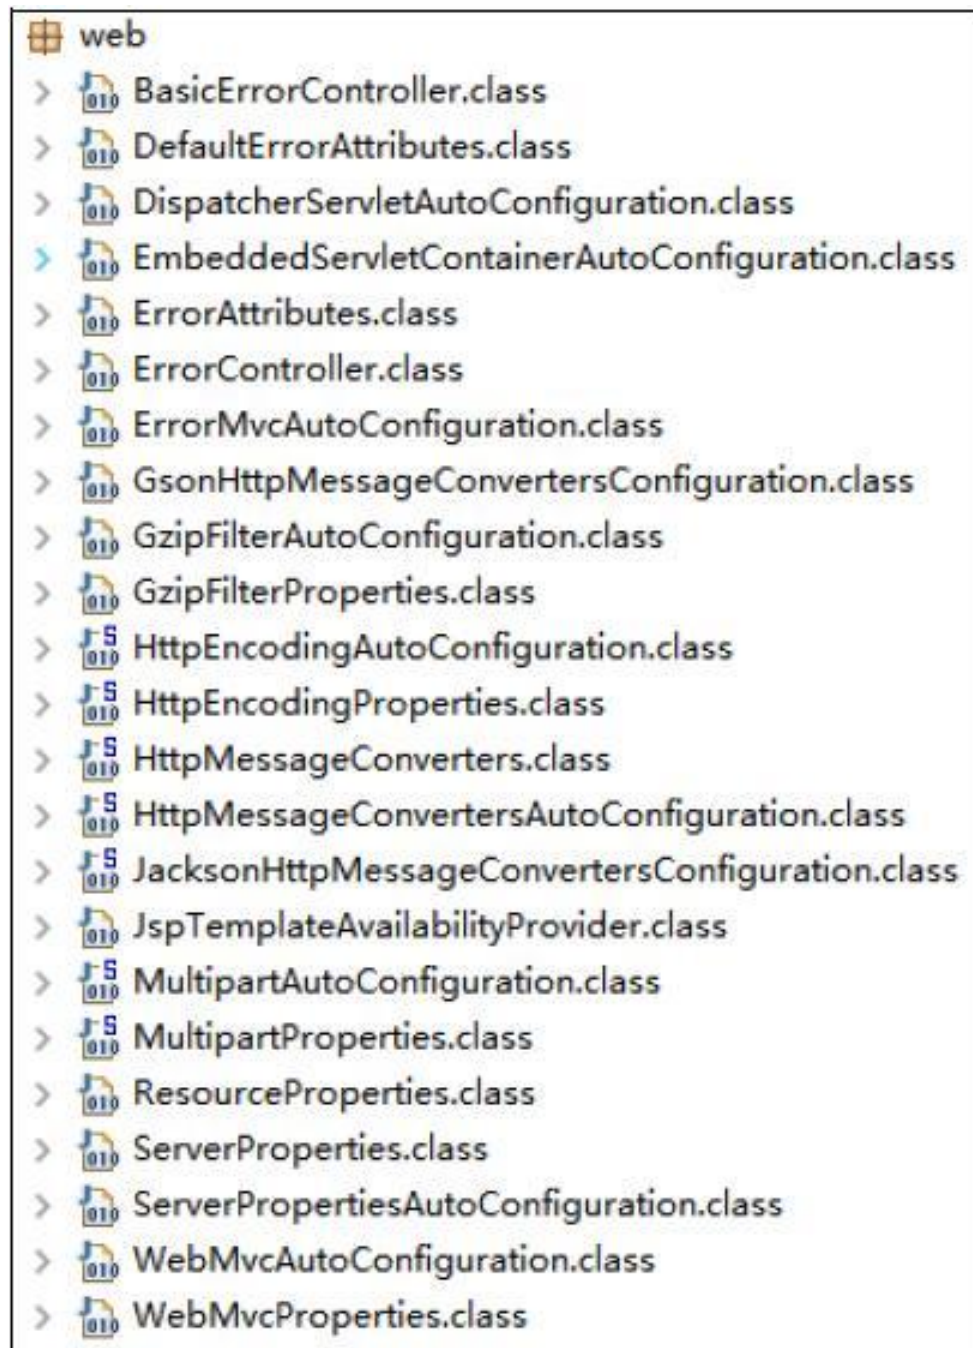 web
BasicErrorController.class
DefaultErrorAttributes.class
DispatcherServletAutoConfiguration.class
EmbeddedServletContainerAutoConfiguration.class
ErrorAttributes.class
ErrorController.class
ErrorMvcAutoConfiguration.class
GsonHttpMessageConvertersConfiguration.class
GzipFilterAutoConfiguration.class
GzipFilterProperties.class
HttpEncodingAutoConfiguration.class
HttpEncodingProperties.class
HttpMessageConverters.class
HttpMessageConvertersAutoConfiguration.class
JacksonHttpMessageConvertersConfiguration.class
JspTemplateAvailabilityProvider.class
MultipartAutoConfiguration.class
MultipartProperties.class
ResourceProperties.class
ServerProperties.class
ServerPropertiesAutoConfiguration.class
WebMvcAutoConfiguration.class
WebMvcProperties.class